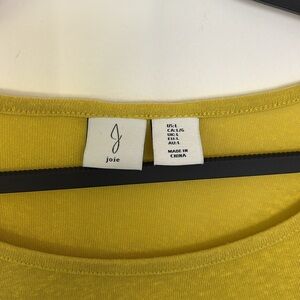 J
joie
US:L
CA:L/G
UK:L
EU:L
AU:L
MADE IN
CHINA